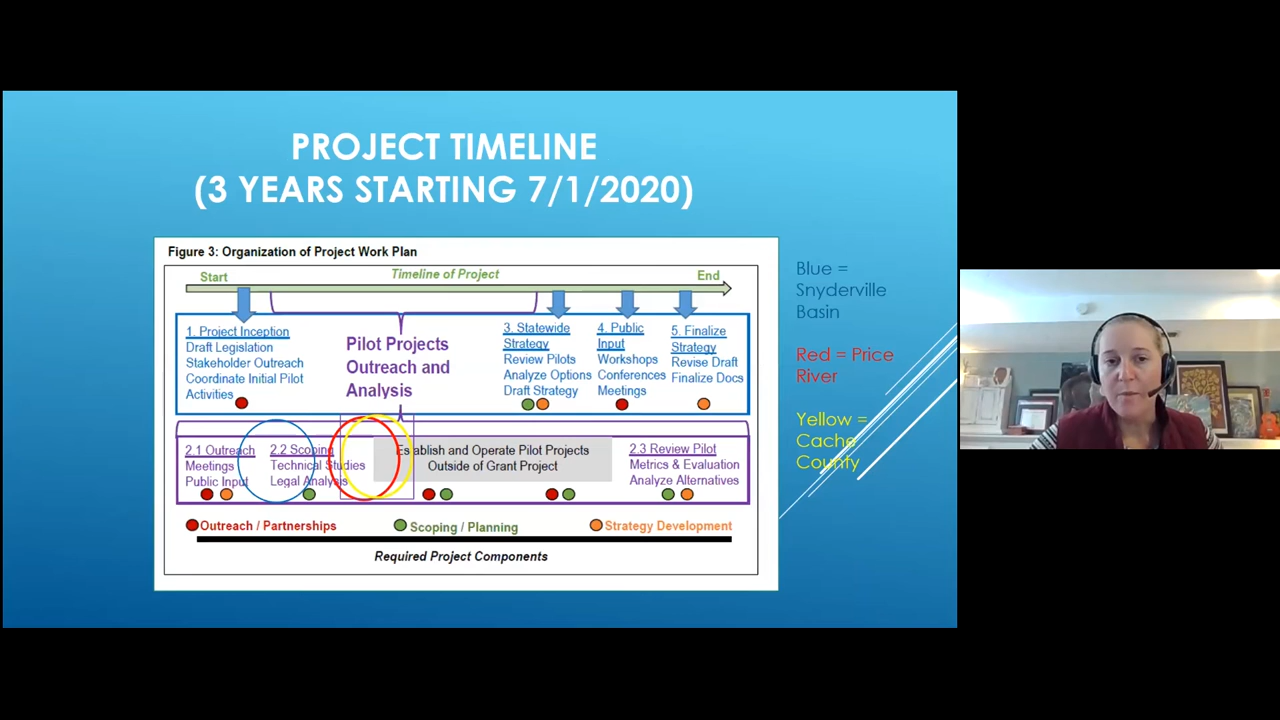 PROJECT TIMELINE
(3 YEARS STARTING 7/1/2020)
Figure 3: Organization of Project Work Plan
Start
Timeline of Project
End
1. Project Inception
Draft Legislation
Stakeholder Outreach
Coordinate Initial Pilot
Activities
Pilot Projects
Outreach and
Analysis
3. Statewide
Strategy
Review Pilots
Analyze Options
Draft Strategy
4. Public
Input
Workshops
Conferences
Meetings
5. Finalize
Strategy
Revise Draft
Finalize Docs
2.1 Outreach
Meetings
Public Input
2.2 Scoping
Technical Studies
Legal Analysis
Establish and Operate Pilot Projects
Outside of Grant Project
2.3 Review Pilot
Metrics & Evaluation
Analyze Alternatives
Outreach / Partnerships
Scoping / Planning
Strategy Development
Required Project Components
Blue =
Snyderville
Basin
Red = Price
River
Yellow =
Cache
County